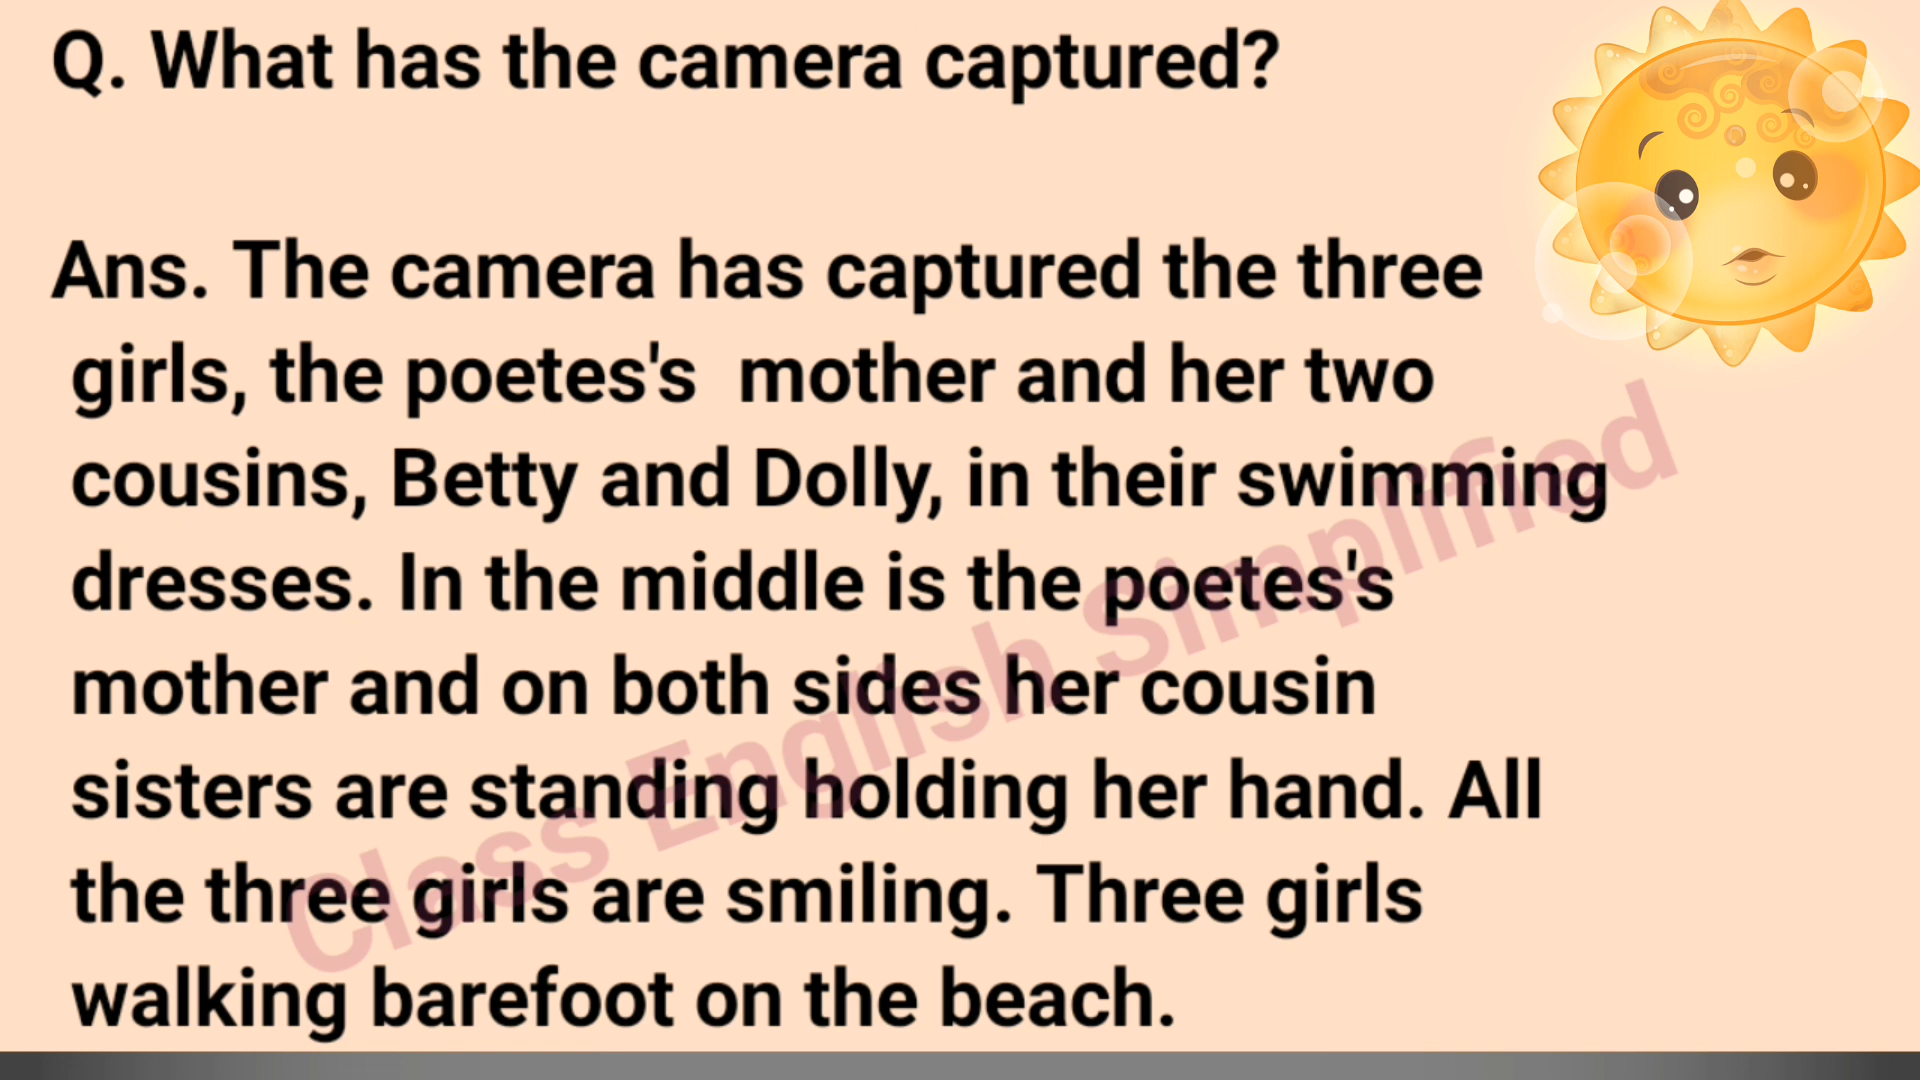 Q. What has the camera captured?
Ans. The camera has captured the three
girls, the poetes's mother and her two
cousins, Betty and Dolly, in their swimming
dresses. In the middle is the poetes's
mother and on both sides her cousin
sisters are standing holding her hand. All
the three girls are smiling. Three girls
walking barefoot on the beach.
Class English Simplified